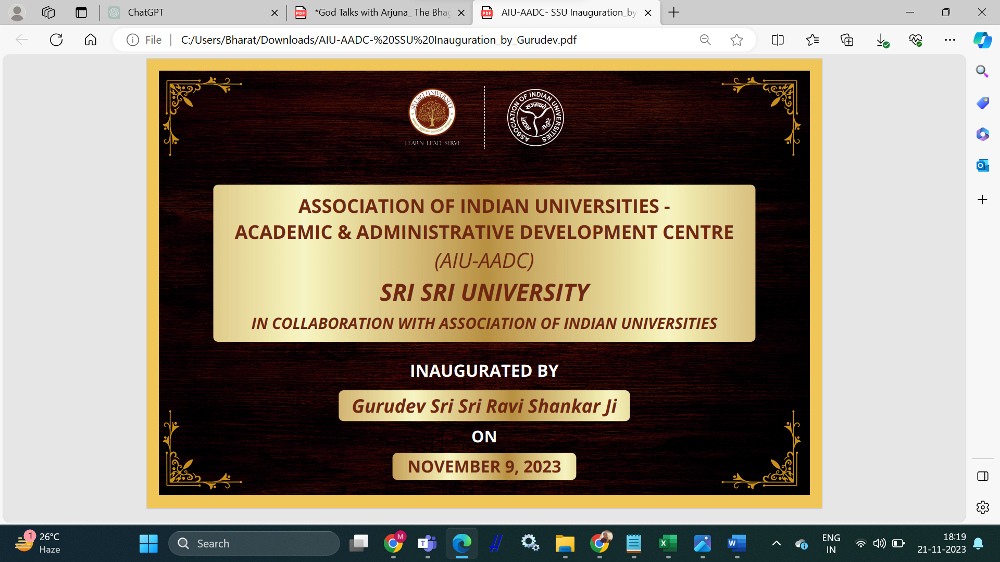 ChatGPT
*God Talks with Arjuna_ The Bhag
AIU-AADC- SSU Inauguration_by
File
C:/Users/Bharat/Downloads/AIU-AADC-%20SSU%20Inauguration_by_Gurudev.pdf
SRI SRI UNIVERSITY
LEARN LEAD SERVE
ASSOCIATION OF INDIAN UNIVERSITIES
ASSOCIATION OF INDIAN UNIVERSITIES -
ACADEMIC & ADMINISTRATIVE DEVELOPMENT CENTRE
(AIU-AADC)
SRI SRI UNIVERSITY
IN COLLABORATION WITH ASSOCIATION OF INDIAN UNIVERSITIES
INAUGURATED BY
Gurudev Sri Sri Ravi Shankar Ji
ON
NOVEMBER 9, 2023
1
26°C
Haze
Search
M
ENG
IN
18:19
21-11-2023